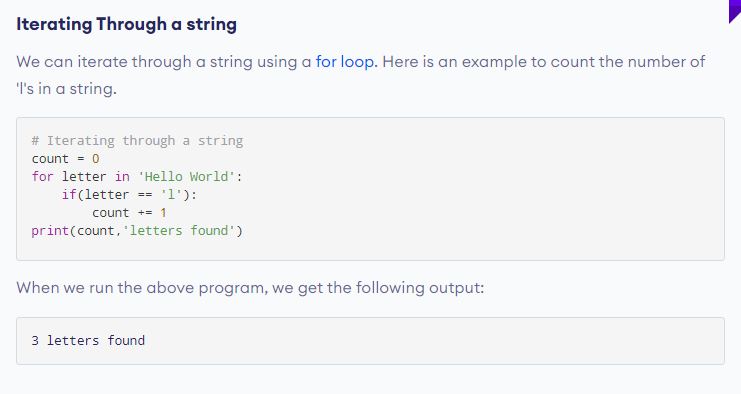 Iterating Through a string
We can iterate through a string using a for loop. Here is an example to count the number of
'l's in a string.
# Iterating through a string
count = 0
for letter in 'Hello World':
    if(letter == 'l'):
        count += 1
print(count,'letters found')
When we run the above program, we get the following output:
3 letters found